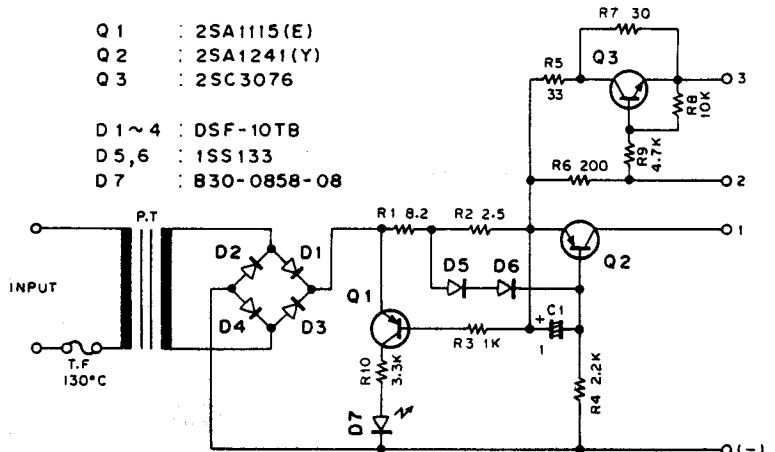 Q1 : 2SA1115(E)
Q2 : 2SA1241(Y)
Q3 : 2SC3076
D1~4 : DSF-10TB
D5,6 : 1SS133
D7 : B30-0858-08
R7 30
Q3
R5
33
3
R8
10K
R9
4.7K
R6 200
2
P.T
R1 8.2
R2 2.5
1
D2
D1
D5
D6
Q2
INPUT
Q1
D4
D3
+
C1
1
R3 1K
T.F
130°C
R10
3.3K
R4 2.2K
D7
(-)